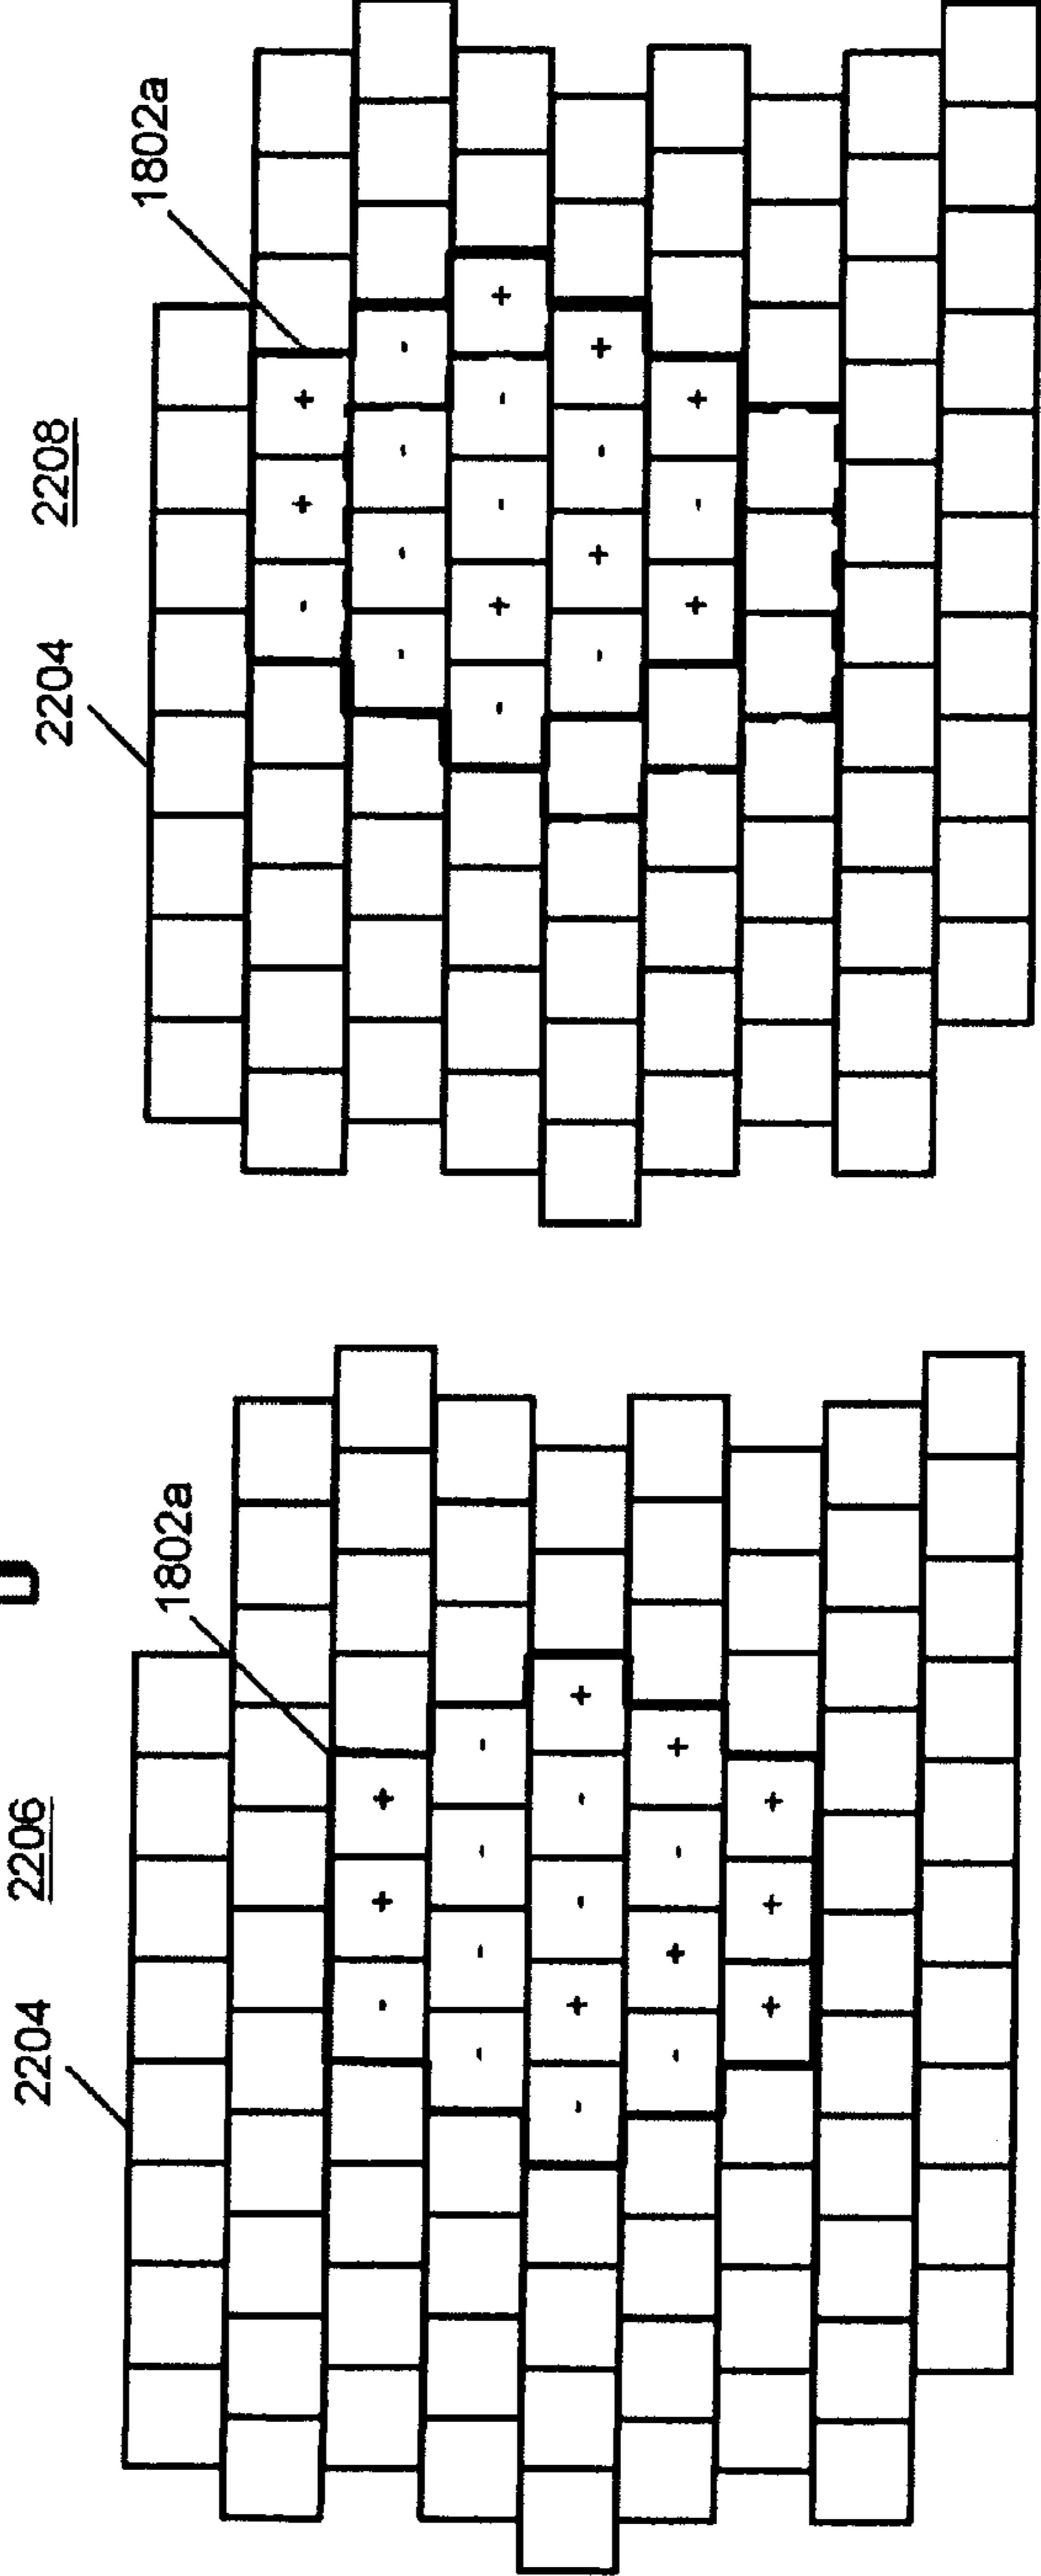 2204 2206
1802a
- + +
- - - -
- + - - +
- + - +
+ + +
2204 2208
1802a
- + +
- - - -
- + - - +
- + - +
+ - +